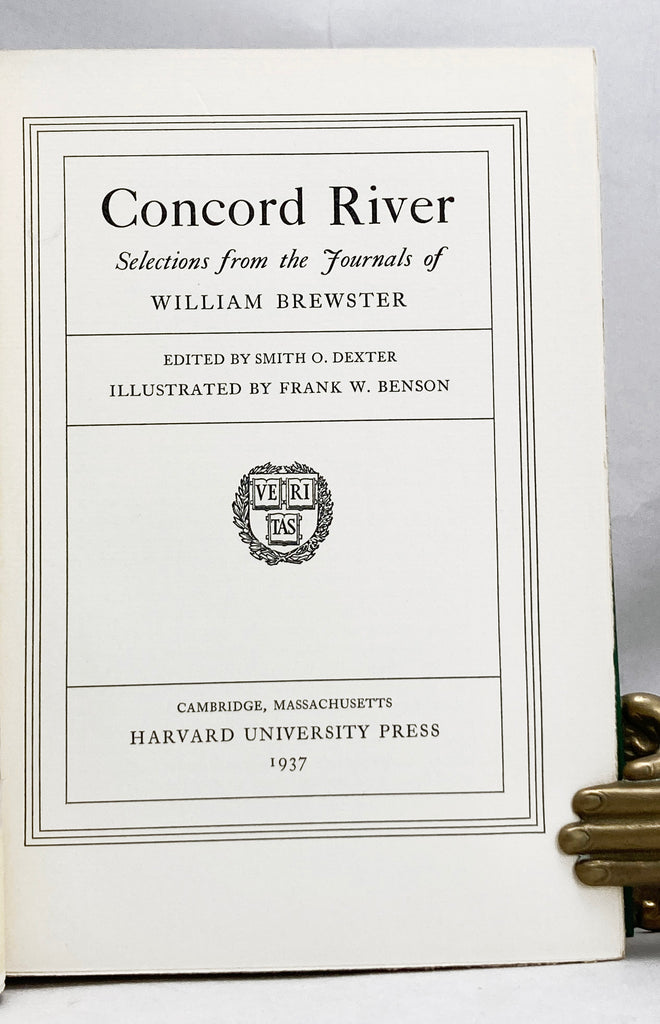 Concord River
Selections from the Journals of
WILLIAM BREWSTER
EDITED BY SMITH O. DEXTER
ILLUSTRATED BY FRANK W. BENSON
VE RI
TAS
CAMBRIDGE, MASSACHUSETTS
HARVARD UNIVERSITY PRESS
1937